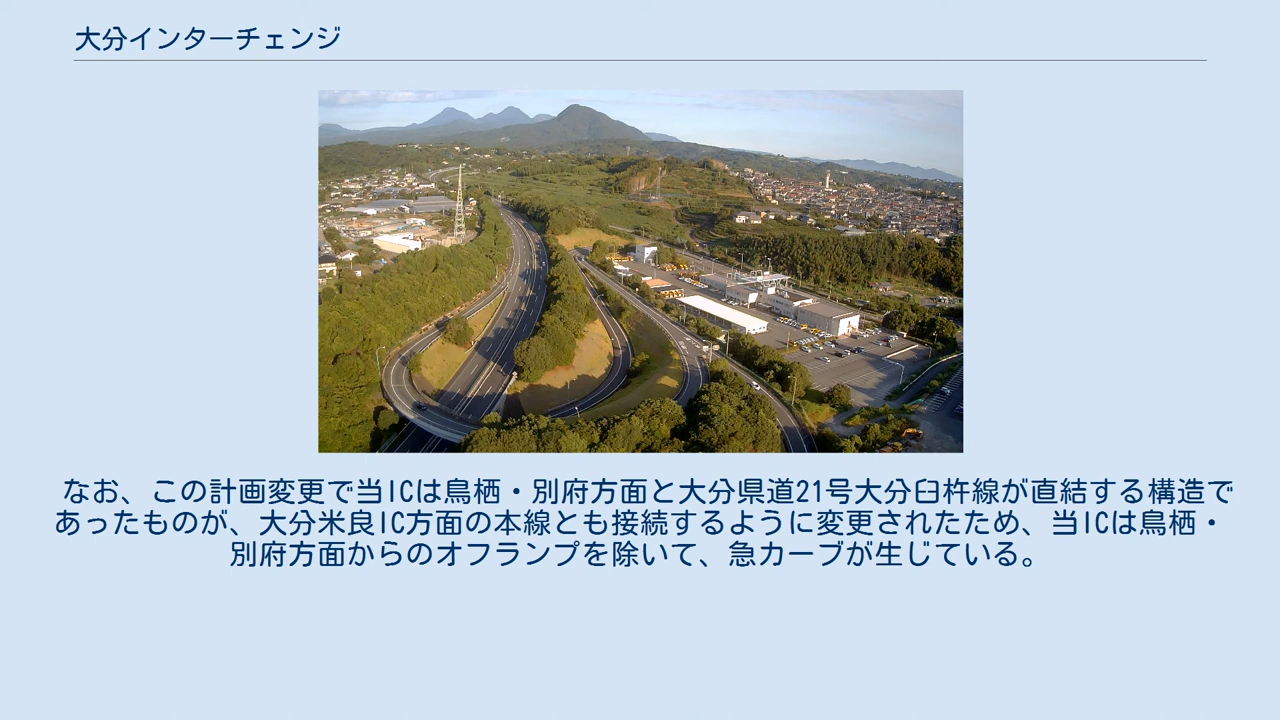 大分インターチェンジ
なお、この計画変更で当ICは鳥栖・別府方面と大分県道21号大分臼杵線が直結する構造で
あったものが、大分米良IC方面の本線とも接続するように変更されたため、当ICは鳥栖・
別府方面からのオフランプを除いて、急カーブが生じている。